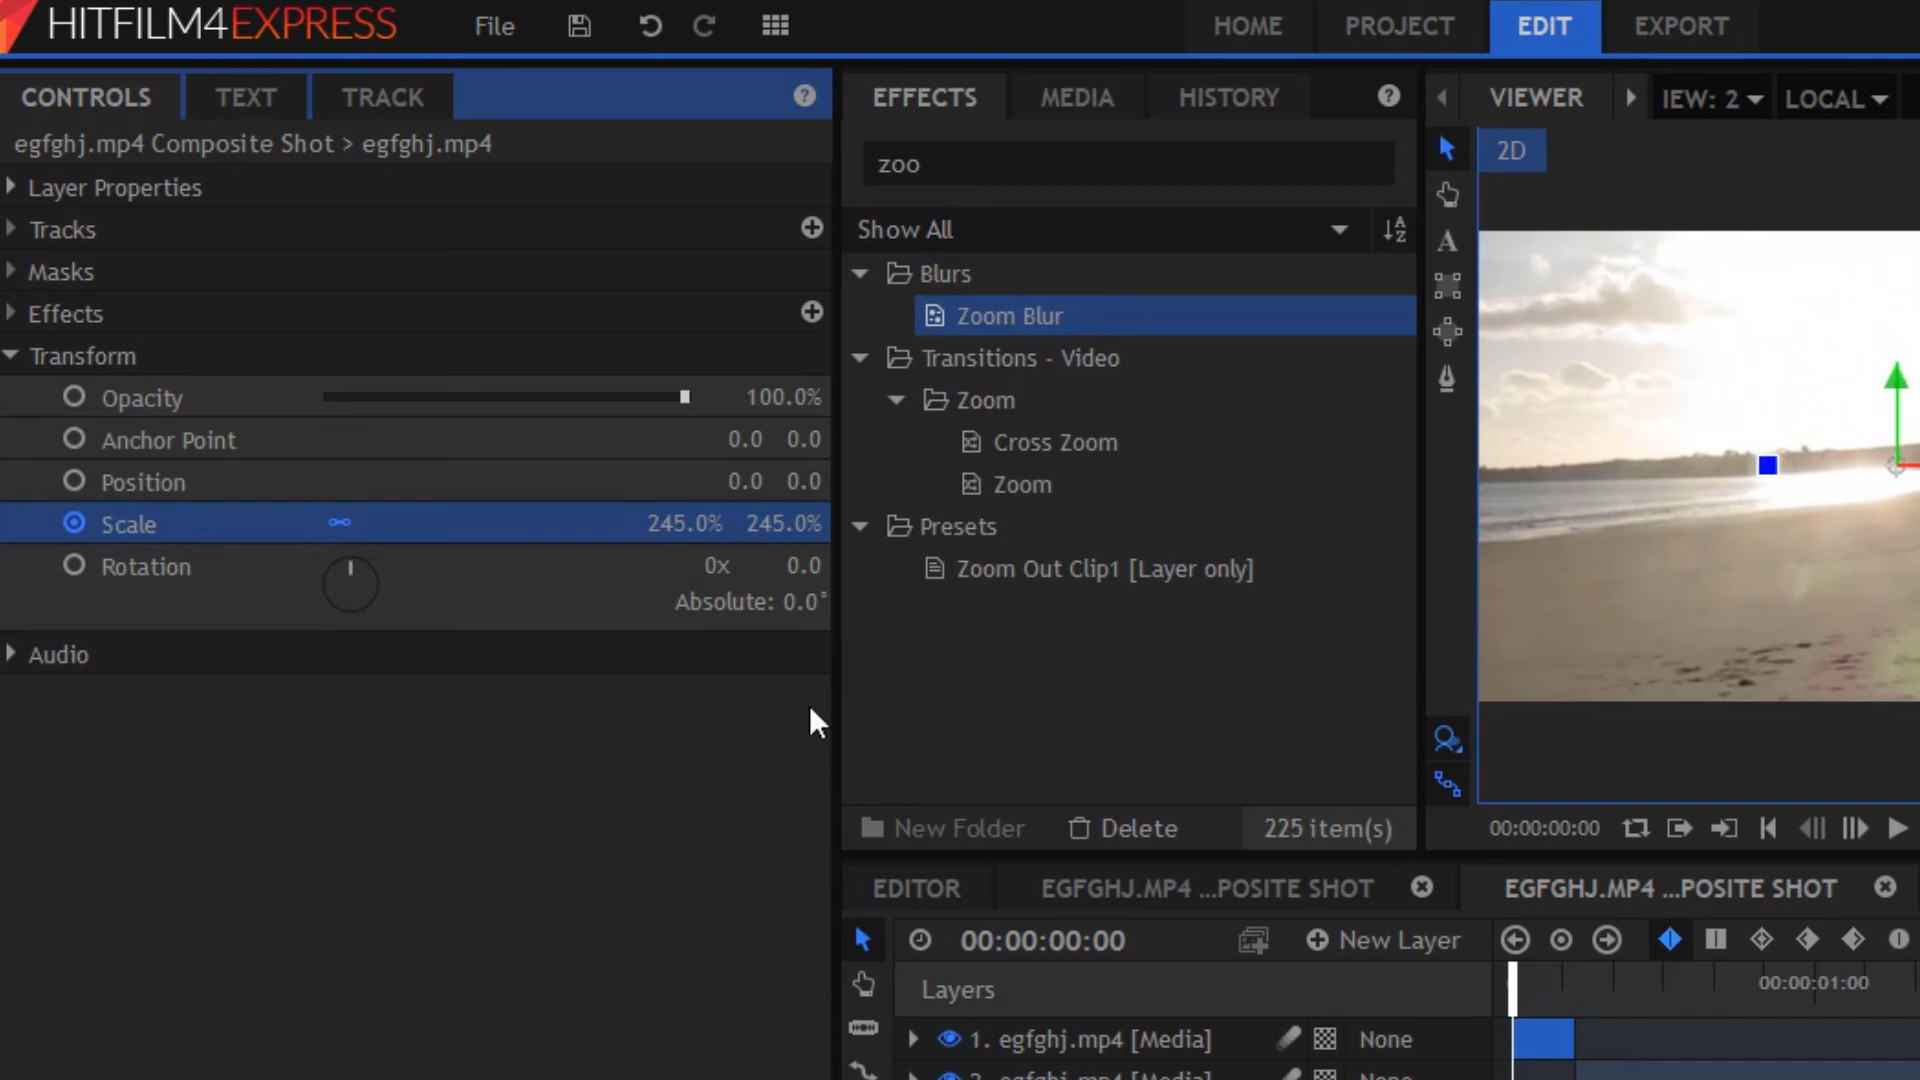 HITFILM4EXPRESS File HOME PROJECT EDIT EXPORT
CONTROLS TEXT TRACK
egfghj.mp4 Composite Shot > egfghj.mp4
Layer Properties
Tracks
Masks
Effects
Transform
Opacity 100.0%
Anchor Point 0.0 0.0
Position 0.0 0.0
Scale 245.0% 245.0%
Rotation 0x 0.0
Absolute: 0.0°
Audio
EFFECTS MEDIA HISTORY
zoo
Show All
Blurs
Zoom Blur
Transitions - Video
Zoom
Cross Zoom
Zoom
Presets
Zoom Out Clip1 [Layer only]
New Folder Delete 225 item(s)
VIEWER IEW: 2 LOCAL
2D
A
00:00:00:00
EDITOR EGFGHJ.MP4 ...POSITE SHOT EGFGHJ.MP4 ...POSITE SHOT
00:00:00:00 New Layer
Layers 00:00:01:00
1. egfghj.mp4 [Media] None